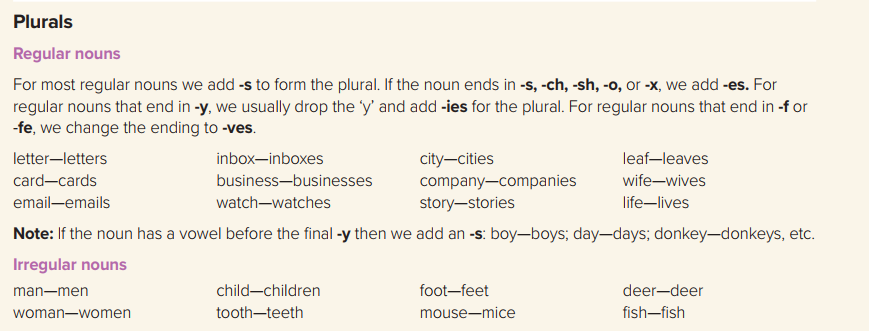 Plurals
Regular nouns
For most regular nouns we add -s to form the plural. If the noun ends in -s, -ch, -sh, -o, or -x, we add -es. For
regular nouns that end in -y, we usually drop the ‘y’ and add -ies for the plural. For regular nouns that end in -f or
-fe, we change the ending to -ves.
letter—letters inbox—inboxes city—cities leaf—leaves
card—cards business—businesses company—companies wife—wives
email—emails watch—watches story—stories life—lives
Note: If the noun has a vowel before the final -y then we add an -s: boy—boys; day—days; donkey—donkeys, etc.
Irregular nouns
man—men child—children foot—feet deer—deer
woman—women tooth—teeth mouse—mice fish—fish